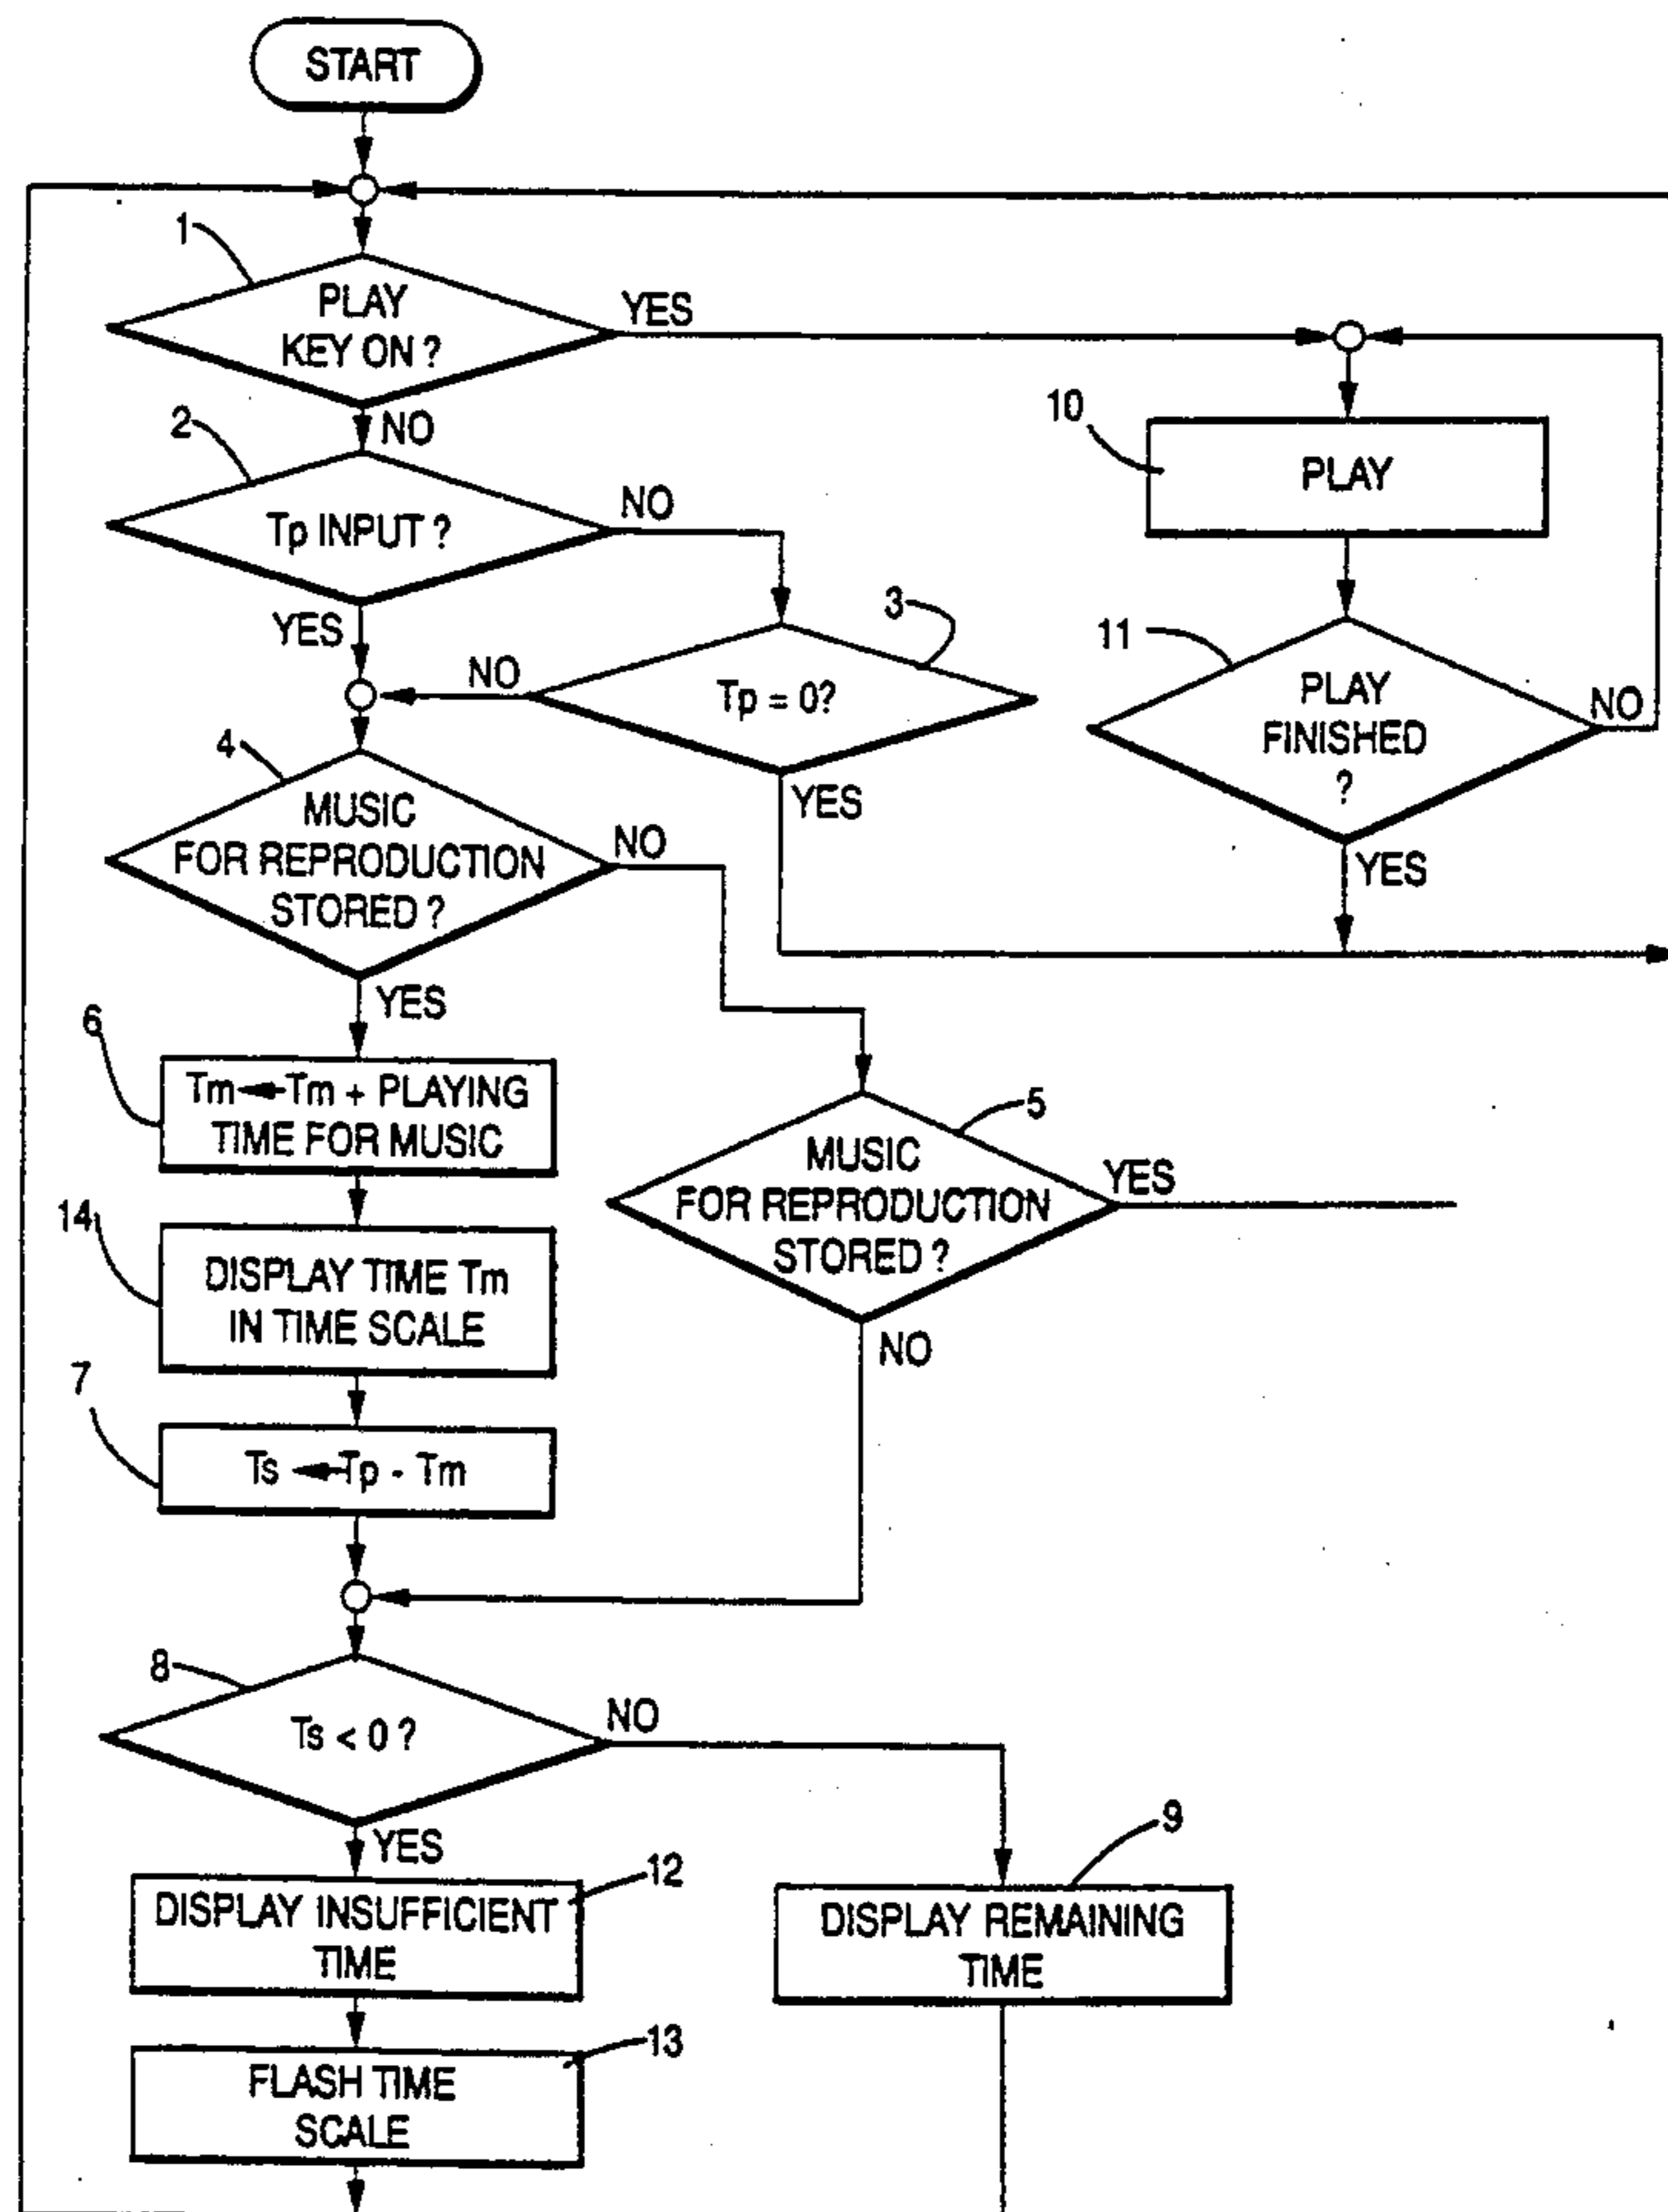 START
1
PLAY
KEY ON ?
YES
NO
2
Tp INPUT ?
NO
YES
3
Tp = 0?
NO
YES
10
PLAY
11
PLAY
FINISHED
?
NO
YES
4
MUSIC
FOR REPRODUCTION
STORED ?
NO
YES
6
Tm ← Tm + PLAYING
TIME FOR MUSIC
5
MUSIC
FOR REPRODUCTION
STORED ?
YES
NO
14
DISPLAY TIME Tm
IN TIME SCALE
7
Ts ← Tp - Tm
8
Ts < 0 ?
NO
YES
12
DISPLAY INSUFFICIENT
TIME
9
DISPLAY REMAINING
TIME
13
FLASH TIME
SCALE